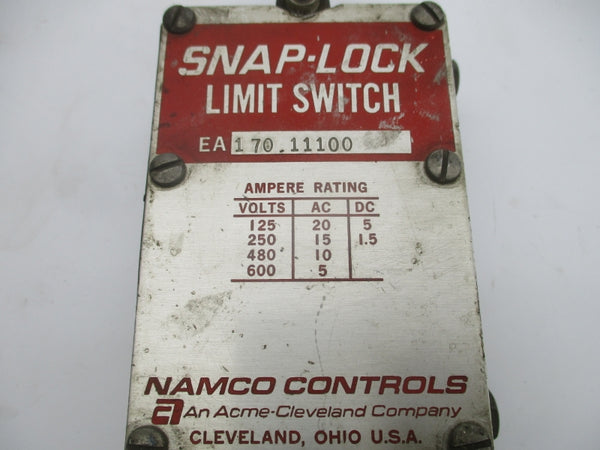 SNAP-LOCK
LIMIT SWITCH
EA 170.11100
AMPERE RATING
VOLTS AC DC
125 20 5
250 15 1.5
480 10
600 5
NAMCO CONTROLS
a An Acme-Cleveland Company
CLEVELAND, OHIO U.S.A.